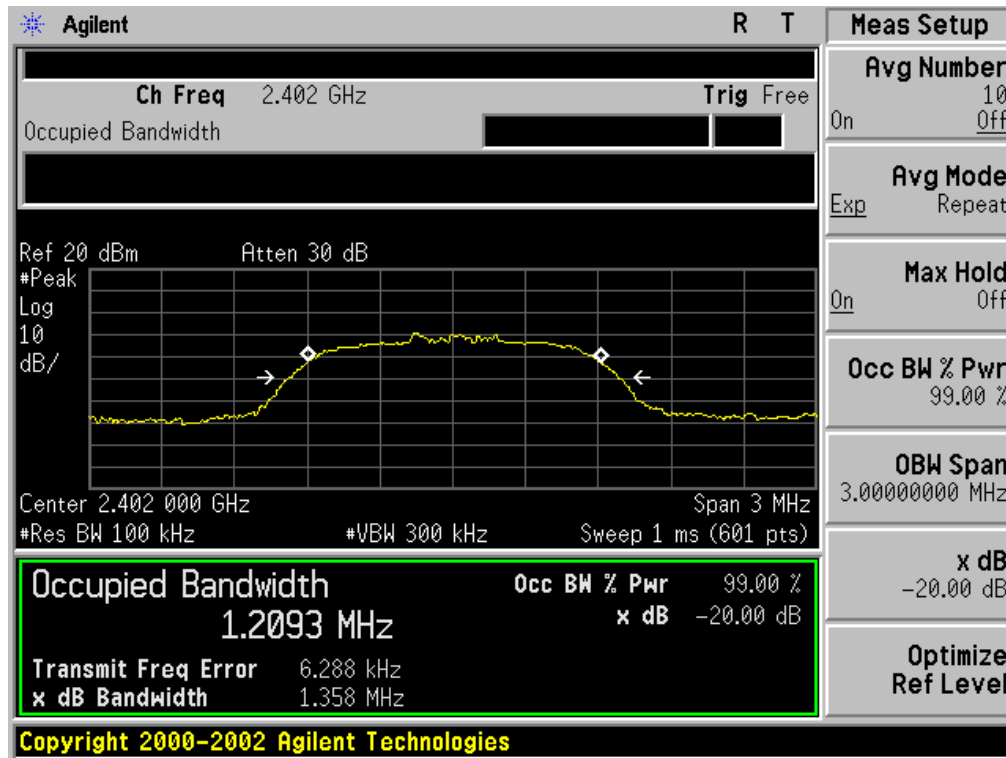 Agilent R T
Ch Freq 2.402 GHz Trig Free
Occupied Bandwidth
Ref 20 dBm Atten 30 dB
#Peak
Log
10
dB/
Center 2.402 000 GHz Span 3 MHz
#Res BW 100 kHz #VBW 300 kHz Sweep 1 ms (601 pts)
Occupied Bandwidth Occ BW % Pwr 99.00 %
1.2093 MHz x dB -20.00 dB
Transmit Freq Error 6.288 kHz
x dB Bandwidth 1.358 MHz
Copyright 2000-2002 Agilent Technologies
Meas Setup
Avg Number
10
On Off
Avg Mode
Exp Repeat
Max Hold
On Off
Occ BW % Pwr
99.00 %
OBW Span
3.00000000 MHz
x dB
-20.00 dB
Optimize
Ref Level